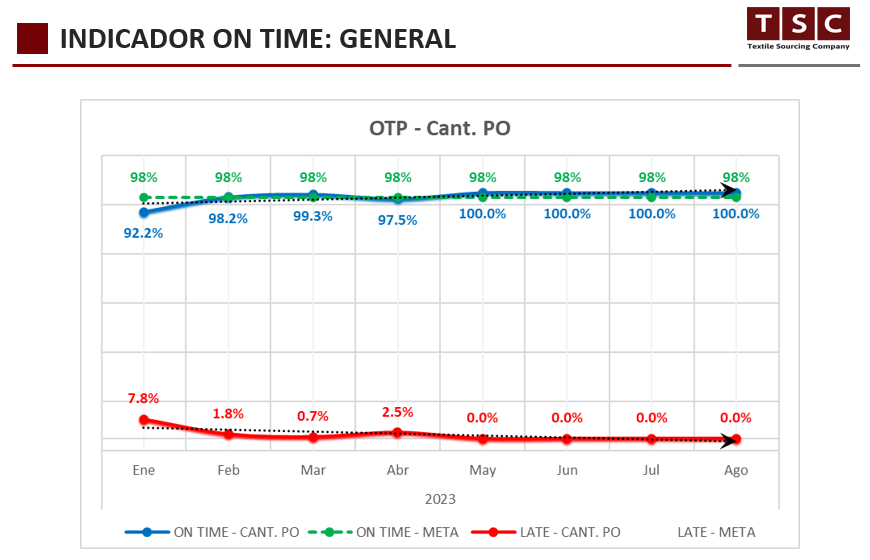 INDICADOR ON TIME: GENERAL
TSC
Textile Sourcing Company
OTP - Cant. PO
98% 98% 98% 98% 98% 98% 98% 98%
92.2% 98.2% 99.3% 97.5% 100.0% 100.0% 100.0% 100.0%
7.8% 1.8% 0.7% 2.5% 0.0% 0.0% 0.0% 0.0%
Ene Feb Mar Abr May Jun Jul Ago
2023
ON TIME - CANT. PO ON TIME - META LATE - CANT. PO LATE - META